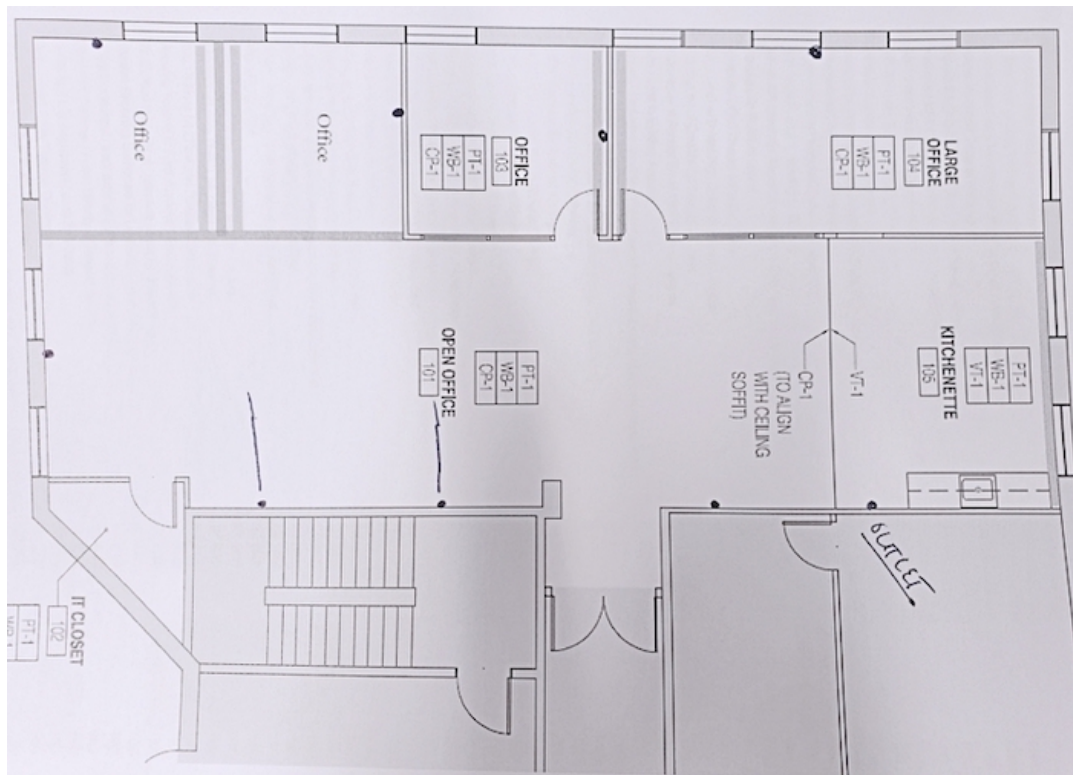 Office
Office
OFFICE
103
PT-1
WB-1
CP-1
LARGE
OFFICE
104
PT-1
WB-1
CP-1
OPEN OFFICE
101
PT-1
WB-1
CP-1
VT-1
CP-1
(TO ALIGN
WITH CEILING
SOFFIT)
KITCHENETTE
105
PT-1
WB-1
VT-1
OUTLET
IT CLOSET
102
PT-1
WB-1